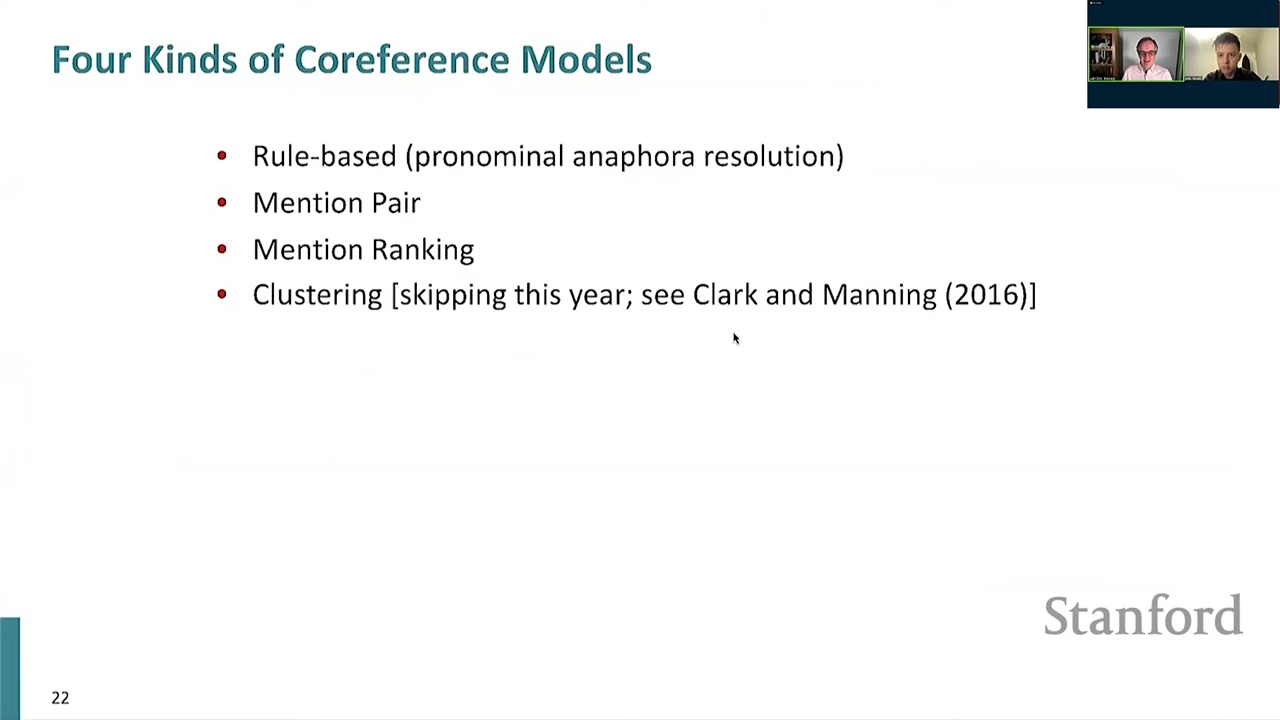 Four Kinds of Coreference Models
• Rule-based (pronominal anaphora resolution)
• Mention Pair
• Mention Ranking
• Clustering [skipping this year; see Clark and Manning (2016)]
Stanford
22